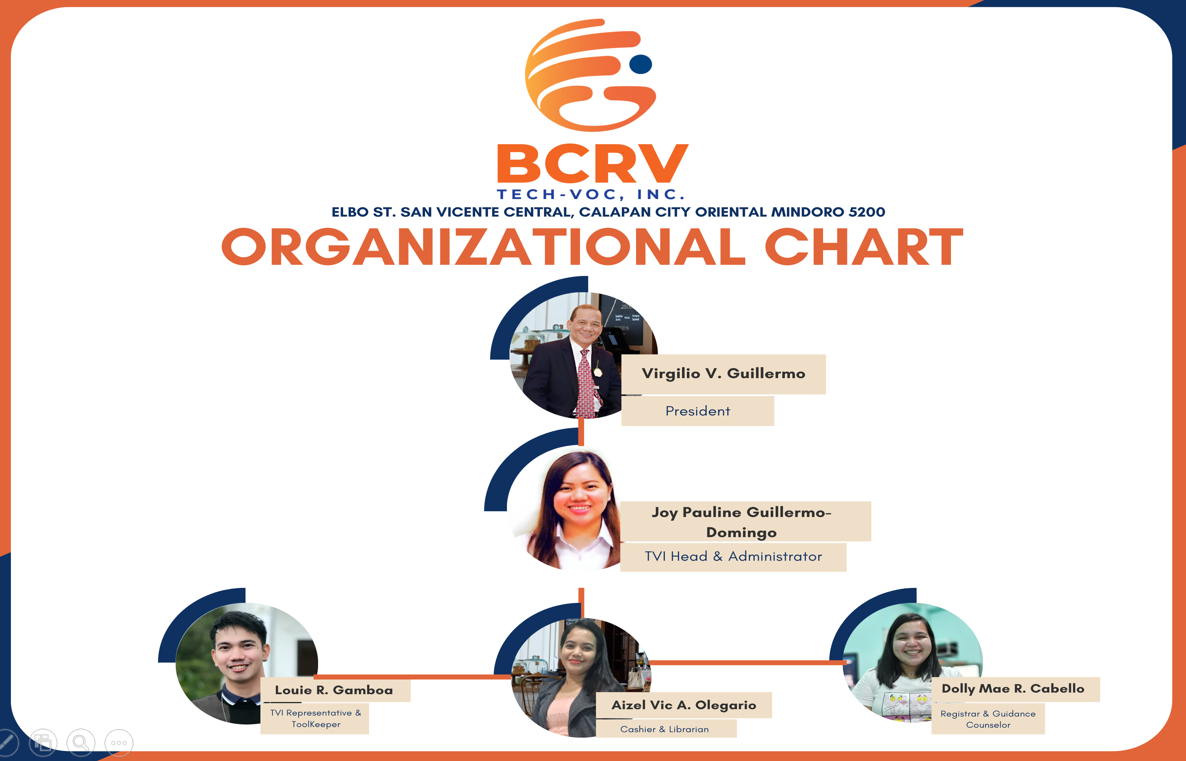 BCRV
TECH-VOC, INC.
ELBO ST. SAN VICENTE CENTRAL, CALAPAN CITY ORIENTAL MINDORO 5200
ORGANIZATIONAL CHART
Virgilio V. Guillermo
President
Joy Pauline Guillermo-
Domingo
TVI Head & Administrator
Louie R. Gamboa
TVI Representative &
ToolKeeper
Aizel Vic A. Olegario
Cashier & Librarian
Dolly Mae R. Cabello
Registrar & Guidance
Counselor